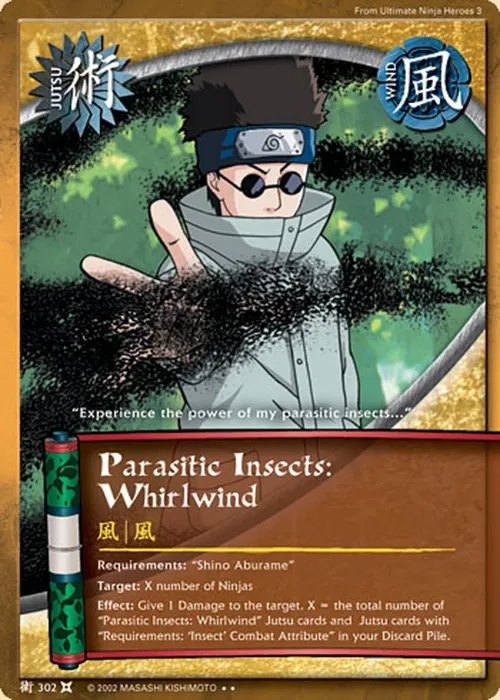 From Ultimate Ninja Heroes 3
JUTSU 術
WIND 風
"Experience the power of my parasitic insects..."
Parasitic Insects:
Whirlwind
風 | 風
Requirements: "Shino Aburame"
Target: X number of Ninjas
Effect: Give 1 Damage to the target. X = the total number of
"Parasitic Insects: Whirlwind" Jutsu cards and Jutsu cards with
"Requirements: 'Insect' Combat Attribute" in your Discard Pile.
術 302 © 2002 MASASHI KISHIMOTO